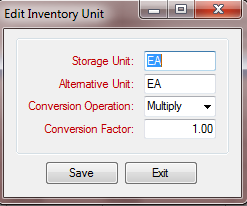 Edit Inventory Unit
Storage Unit: EA
Alternative Unit: EA
Conversion Operation: Multiply
Conversion Factor: 1.00
Save Exit